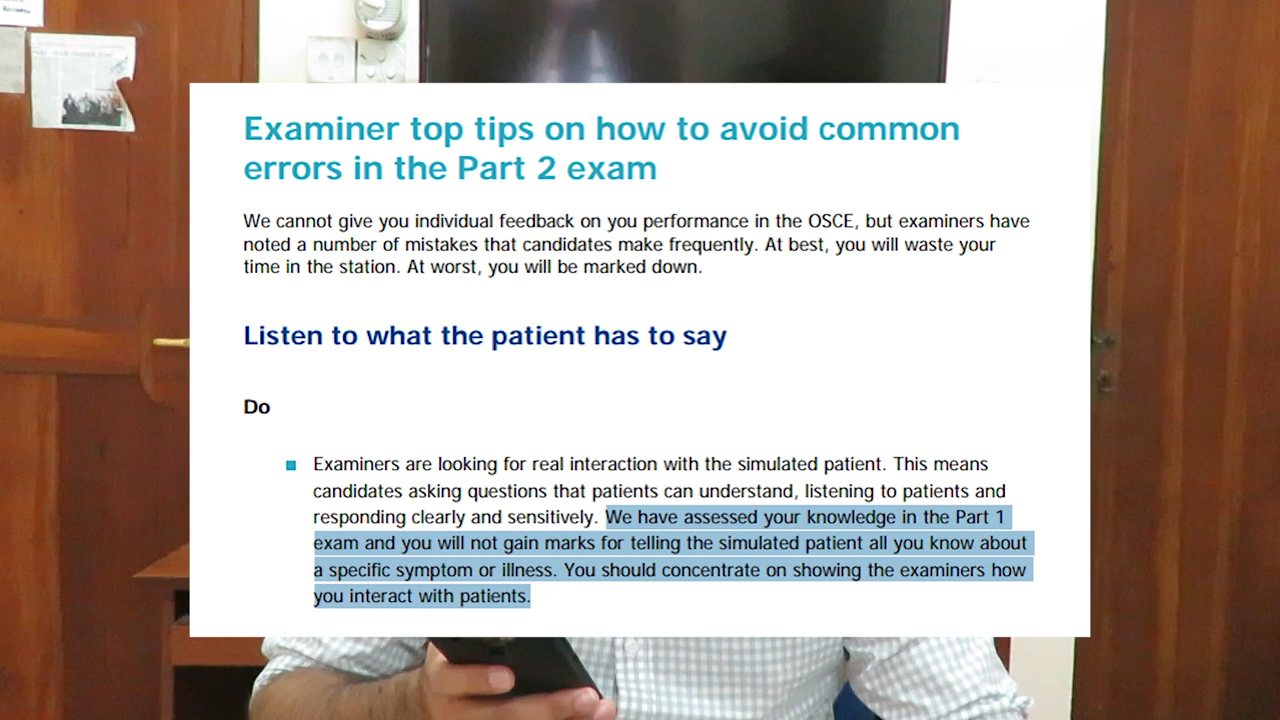 Examiner top tips on how to avoid common
errors in the Part 2 exam
We cannot give you individual feedback on you performance in the OSCE, but examiners have
noted a number of mistakes that candidates make frequently. At best, you will waste your
time in the station. At worst, you will be marked down.
Listen to what the patient has to say
Do
Examiners are looking for real interaction with the simulated patient. This means
candidates asking questions that patients can understand, listening to patients and
responding clearly and sensitively. We have assessed your knowledge in the Part 1
exam and you will not gain marks for telling the simulated patient all you know about
a specific symptom or illness. You should concentrate on showing the examiners how
you interact with patients.